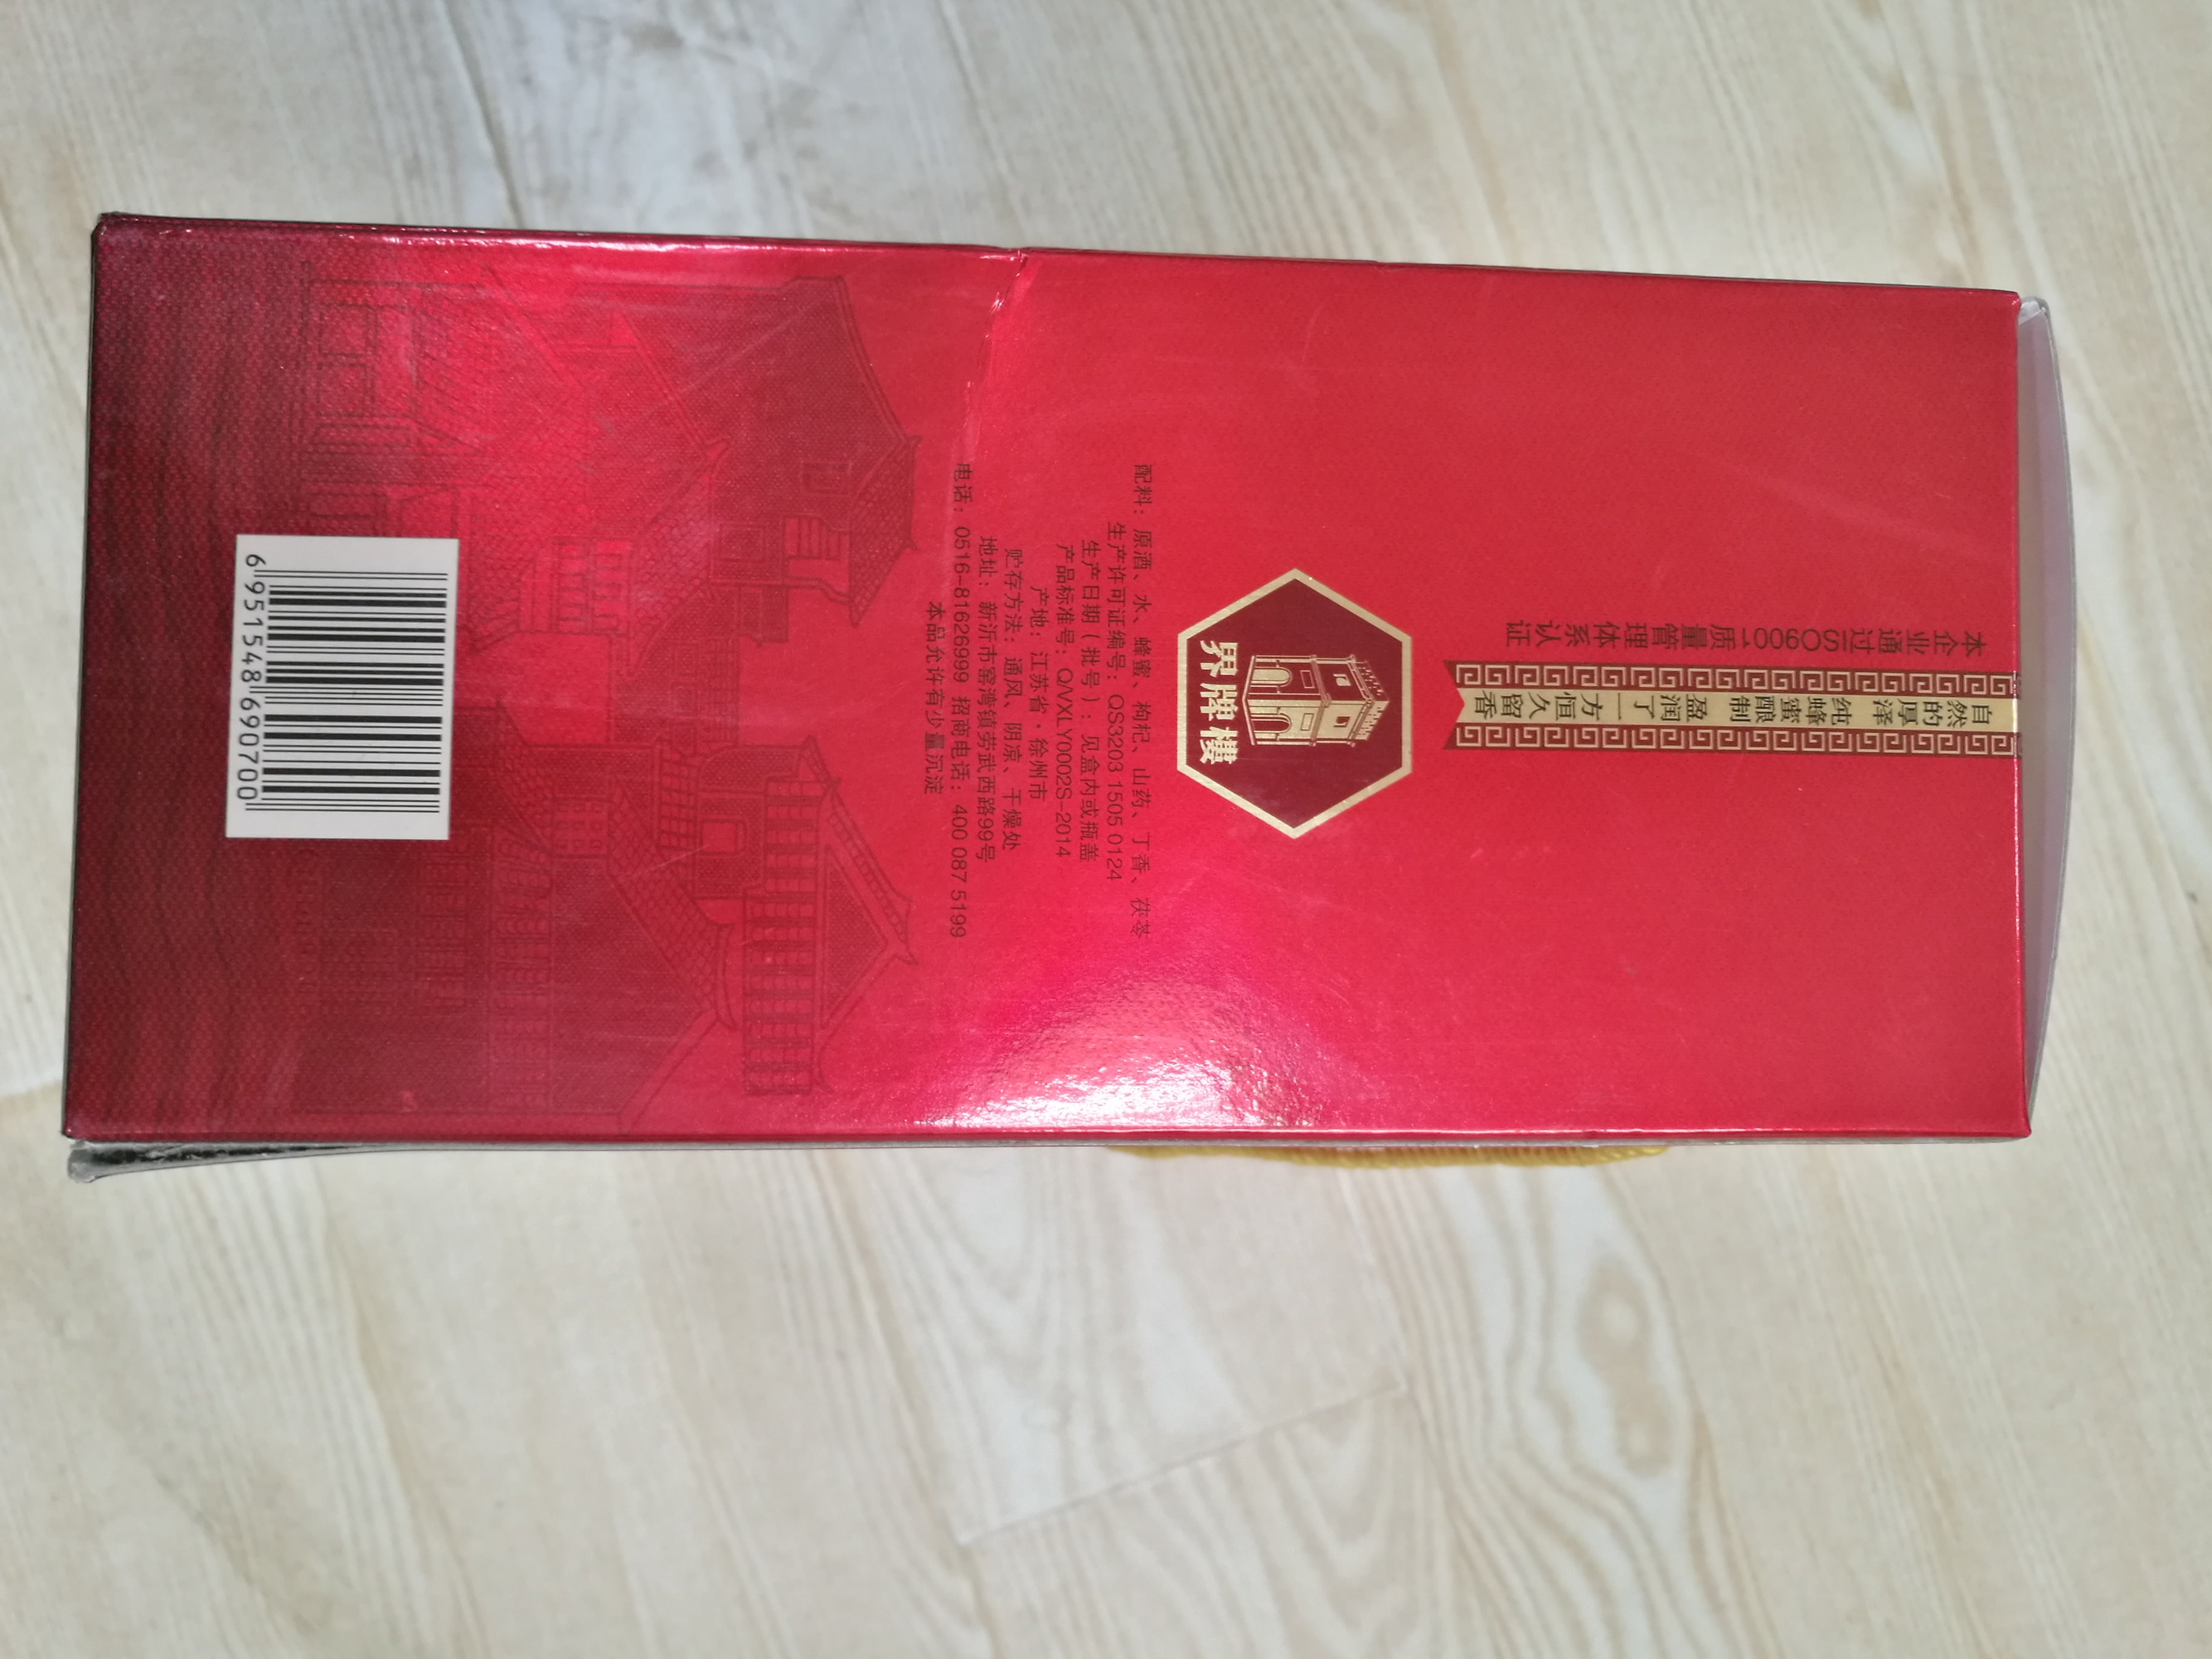 本企业通过ISO9001质量管理体系认证
自然的厚泽 纯蜂蜜酿制 盈润了一方 恒久留香
界牌樓
配料：原酒、水、蜂蜜、枸杞、山药、丁香、茯苓
生产许可证编号：QS3203 1505 0124
生产日期（批号）：见盒内或瓶盖
产品标准号：Q/VXLY0002S-2014
产地：江苏省·徐州市
贮存方法：通风、阴凉、干燥处
地址：新沂市窑湾镇劳武西路99号
电话：0516-81626999 招商电话：400 087 5199
本品允许有少量沉淀
6 951548 690700